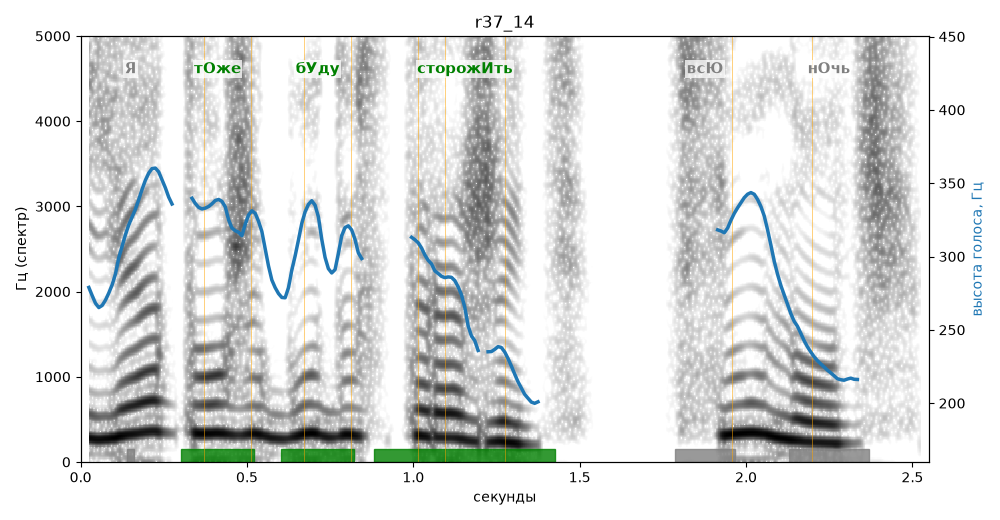 r37_14
5000
4000
3000
2000
1000
0
Гц (спектр)
Я тОже бУду сторожИть всЮ нОчь
450
400
350
300
250
200
высота голоса, Гц
0.0 0.5 1.0 1.5 2.0 2.5
секунды